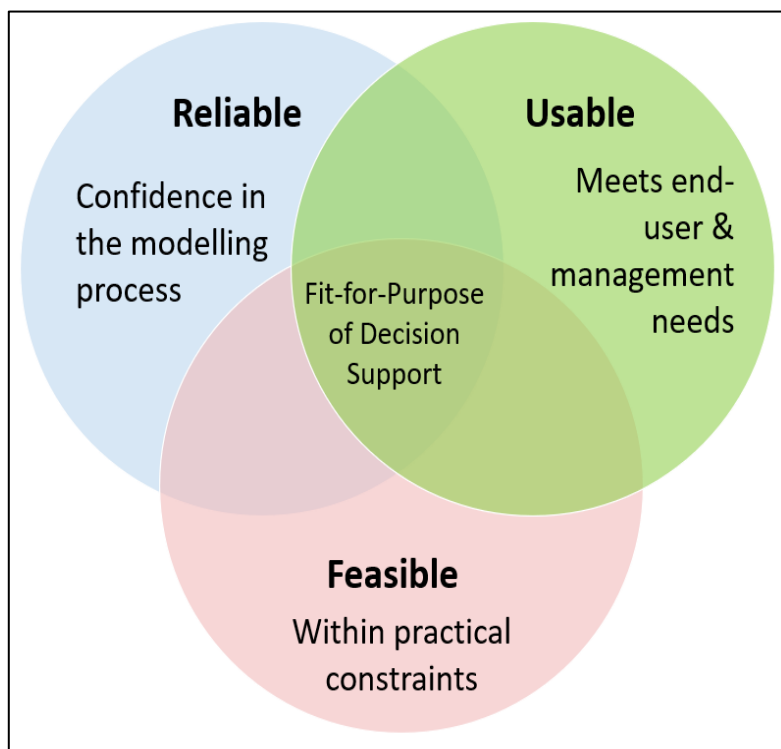 Reliable
Confidence in
the modelling
process
Usable
Meets end-
user &
management
needs
Fit-for-Purpose
of Decision
Support
Feasible
Within practical
constraints